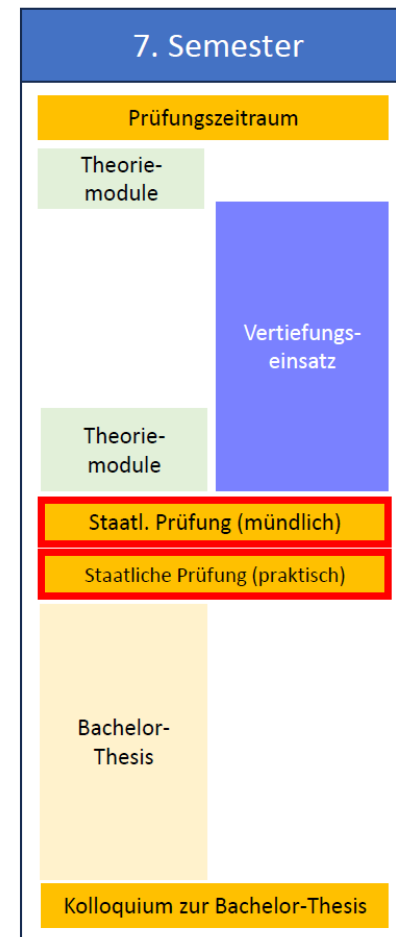 7. Semester
Prüfungszeitraum
Theorie-
module
Vertiefungs-
einsatz
Theorie-
module
Staatl. Prüfung (mündlich)
Staatliche Prüfung (praktisch)
Bachelor-
Thesis
Kolloquium zur Bachelor-Thesis